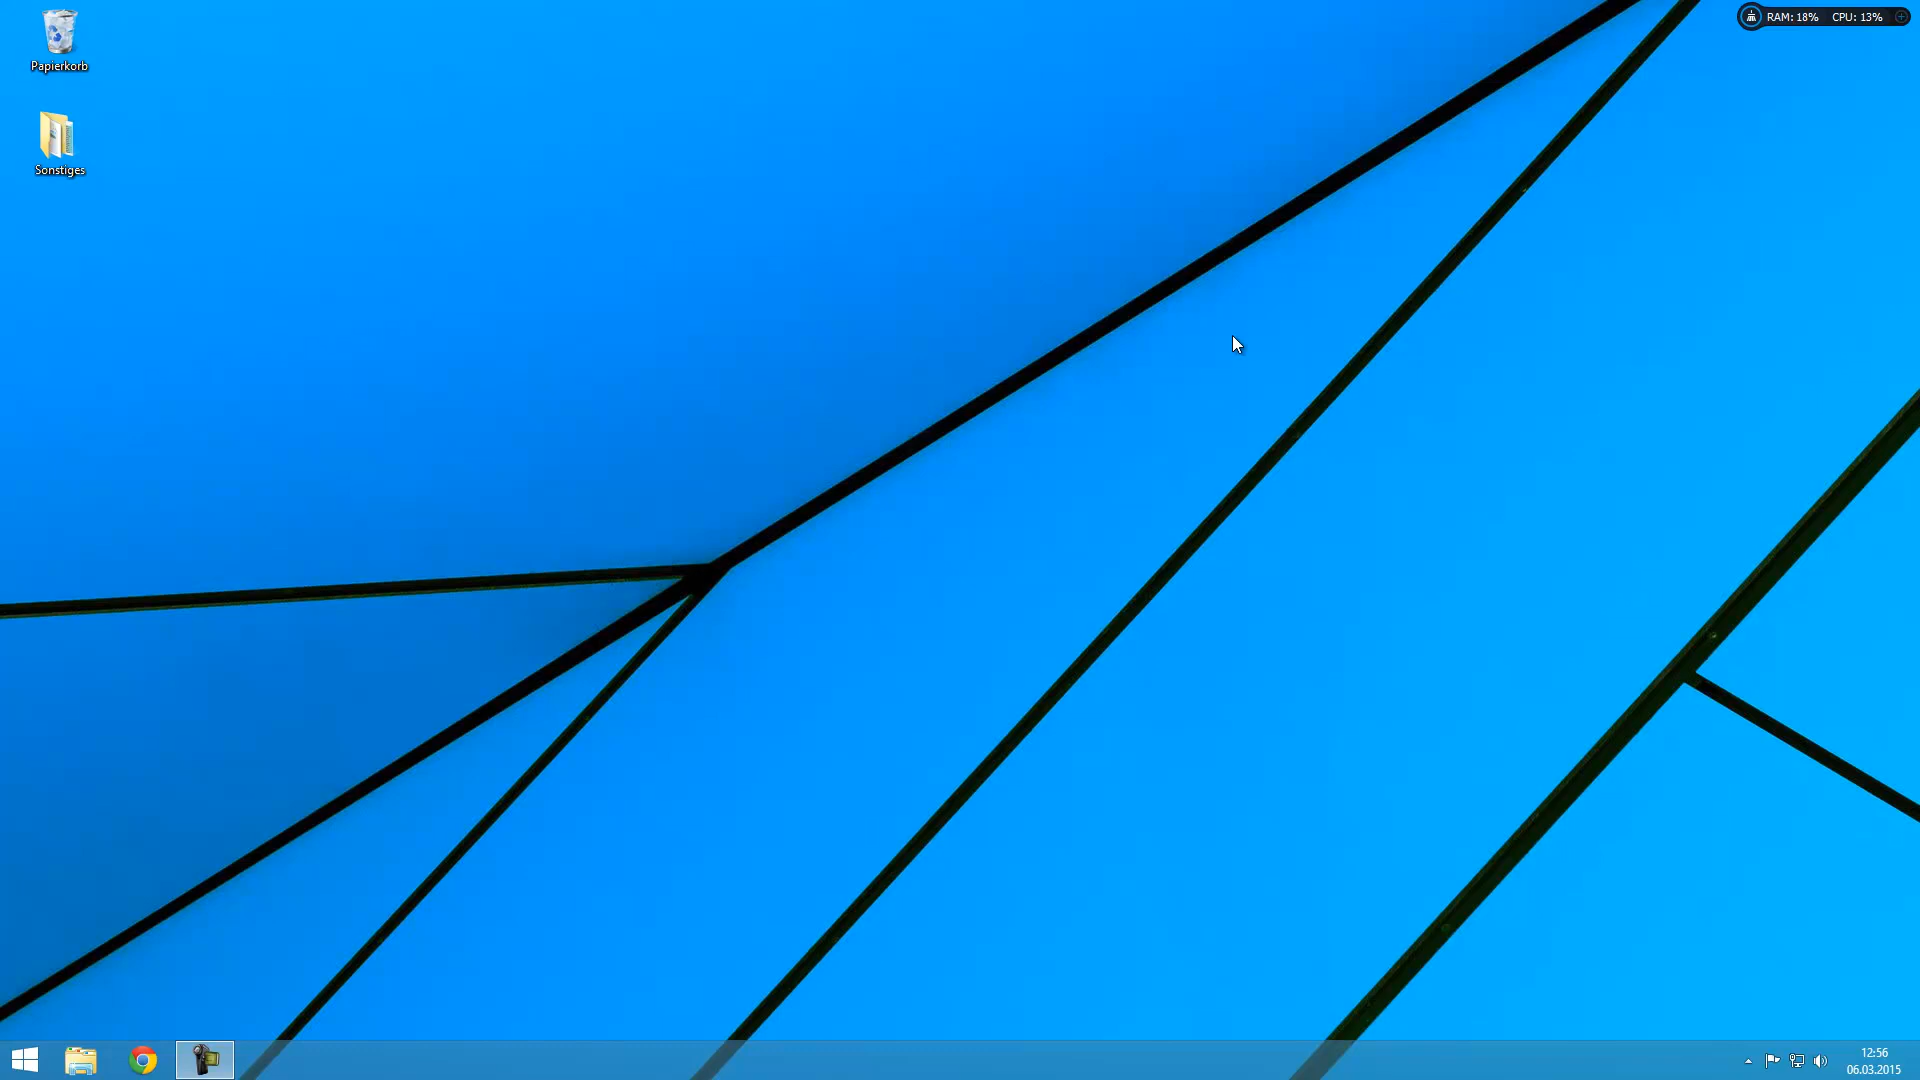 Papierkorb
Sonstiges
RAM: 18% CPU: 13%
12:56
06.03.2015